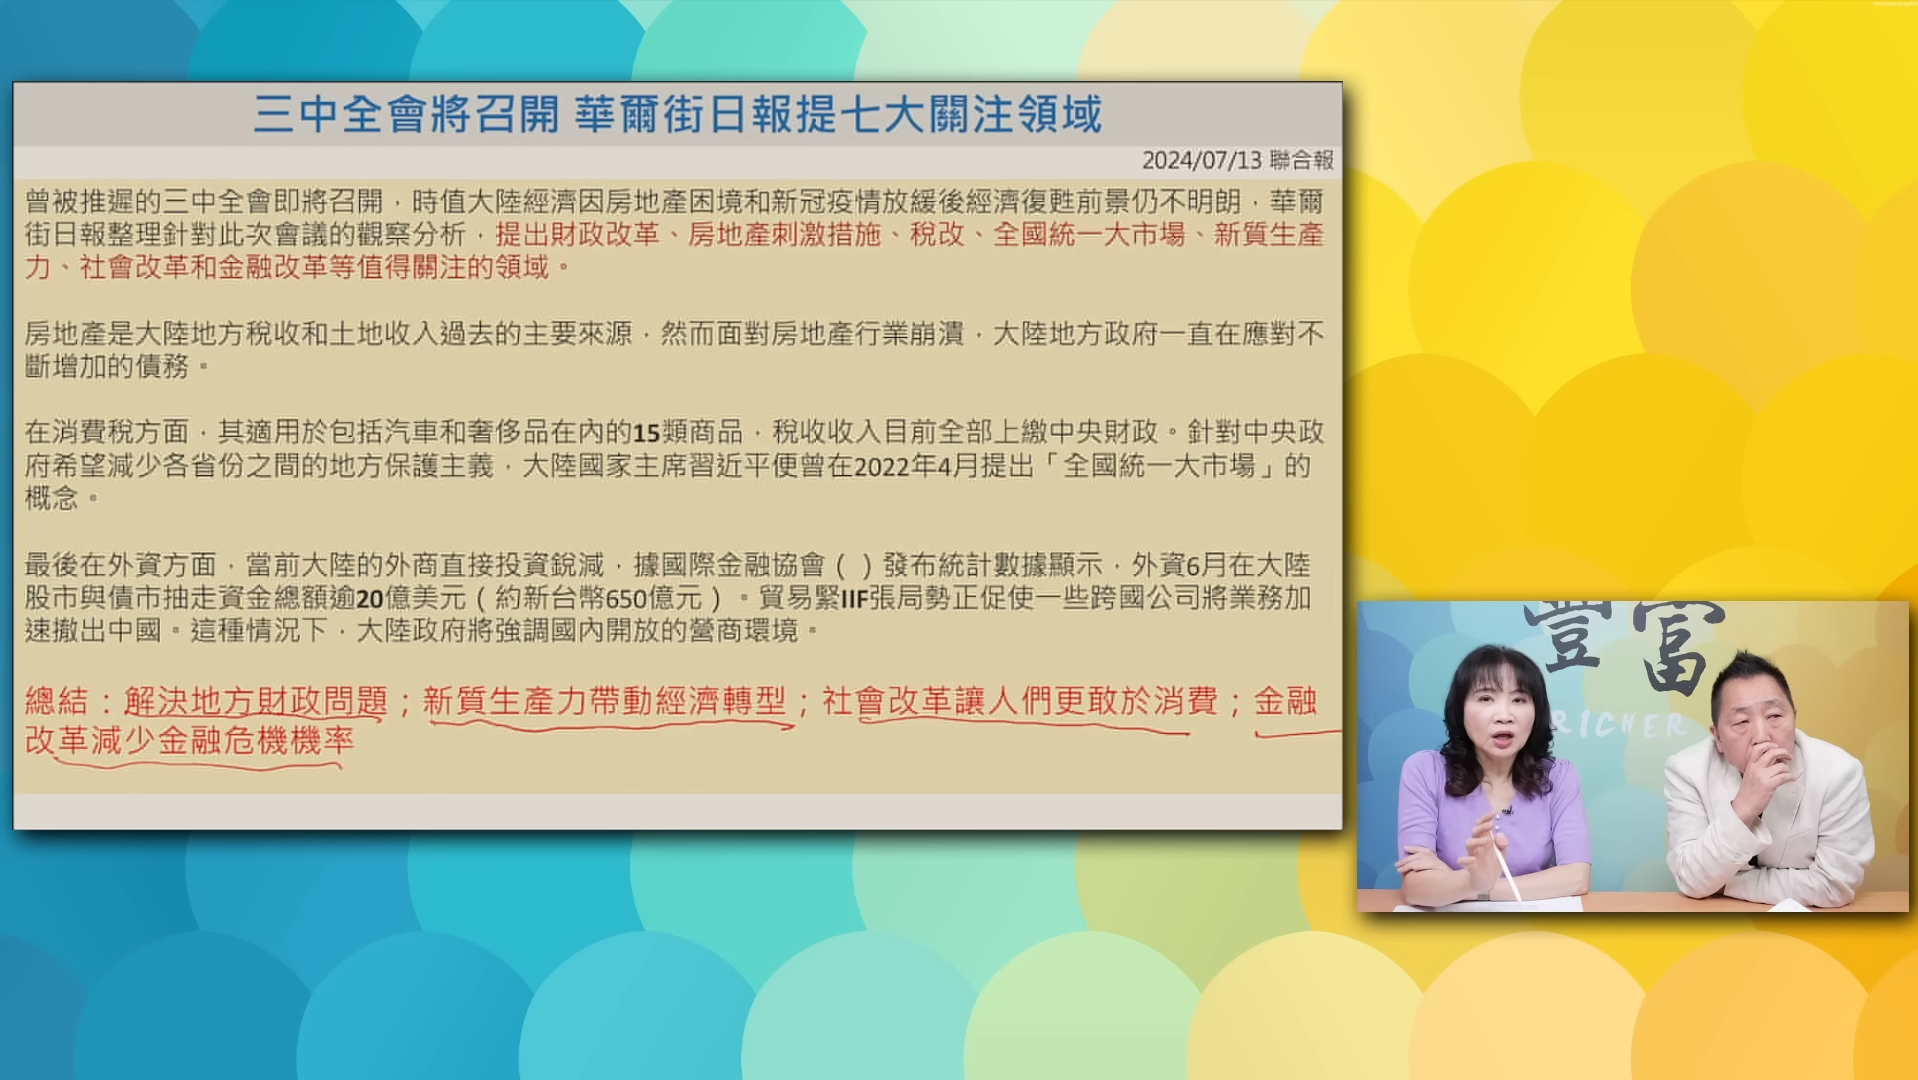 三中全會將召開 華爾街日報提七大關注領域
2024/07/13 聯合報
曾被推遲的三中全會即將召開，時值大陸經濟因房地產困境和新冠疫情放緩後經濟復甦前景仍不明朗，華爾
街日報整理針對此次會議的觀察分析，提出財政改革、房地產刺激措施、稅改、全國統一大市場、新質生產
力、社會改革和金融改革等值得關注的領域。
房地產是大陸地方稅收和土地收入過去的主要來源，然而面對房地產行業崩潰，大陸地方政府一直在應對不
斷增加的債務。
在消費稅方面，其適用於包括汽車和奢侈品在內的15類商品，稅收收入目前全部上繳中央財政。針對中央政
府希望減少各省份之間的地方保護主義，大陸國家主席習近平便曾在2022年4月提出「全國統一大市場」的
概念。
最後在外資方面，當前大陸的外商直接投資銳減，據國際金融協會（ ）發布統計數據顯示，外資6月在大陸
股市與債市抽走資金總額逾20億美元（約新台幣650億元）。貿易緊IIF張局勢正促使一些跨國公司將業務加
速撤出中國。這種情況下，大陸政府將強調國內開放的營商環境。
總結：解決地方財政問題；新質生產力帶動經濟轉型；社會改革讓人們更敢於消費；金融
改革減少金融危機機率
豐富
RICHER